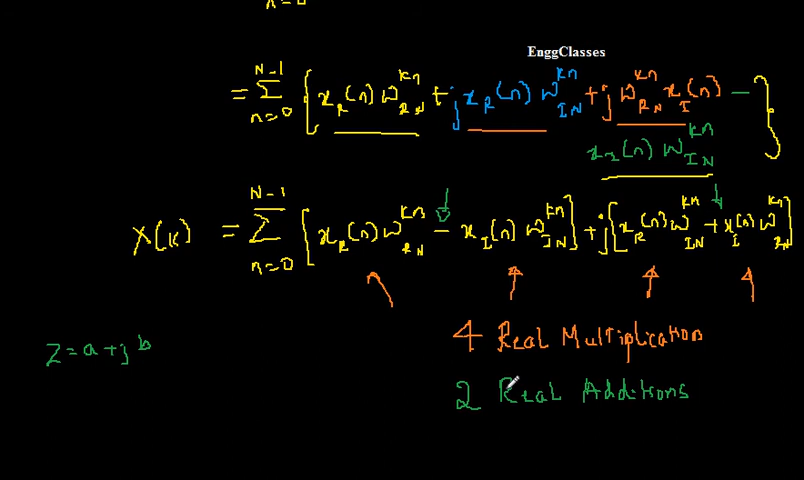 EnggClasses
= Σ_{n=0}^{N-1} { x_R(n) W_{RN}^{kn} + j x_R(n) W_{IN}^{kn} + j W_{RN}^{kn} x_I(n) - }
x_I(n) W_{IN}^{kn}
X(k) = Σ_{n=0}^{N-1} [ x_R(n) W_{RN}^{kn} - x_I(n) W_{IN}^{kn} ] + j [ x_R(n) W_{IN}^{kn} + x_I(n) W_{RN}^{kn} ]
4 Real Multiplication
Z = a + j b
2 Real Additions